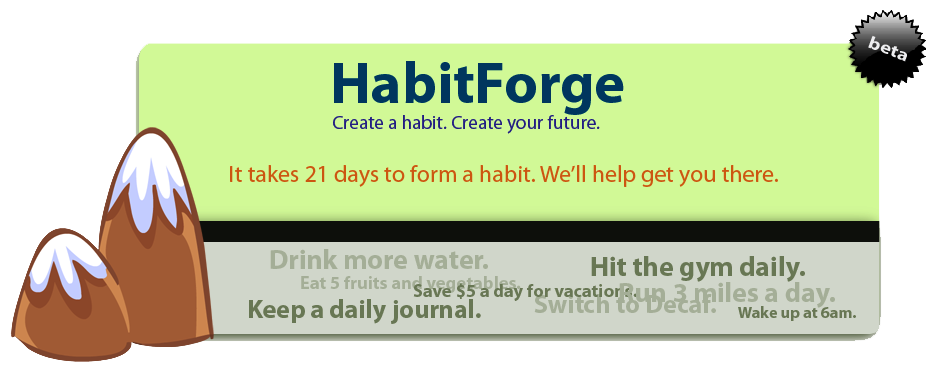 beta
HabitForge
Create a habit. Create your future.
It takes 21 days to form a habit. We'll help get you there.
Drink more water.
Hit the gym daily.
Eat 5 fruits and vegetables.
Save $5 a day for vacation.
Run 3 miles a day.
Keep a daily journal.
Switch to Decaf.
Wake up at 6am.